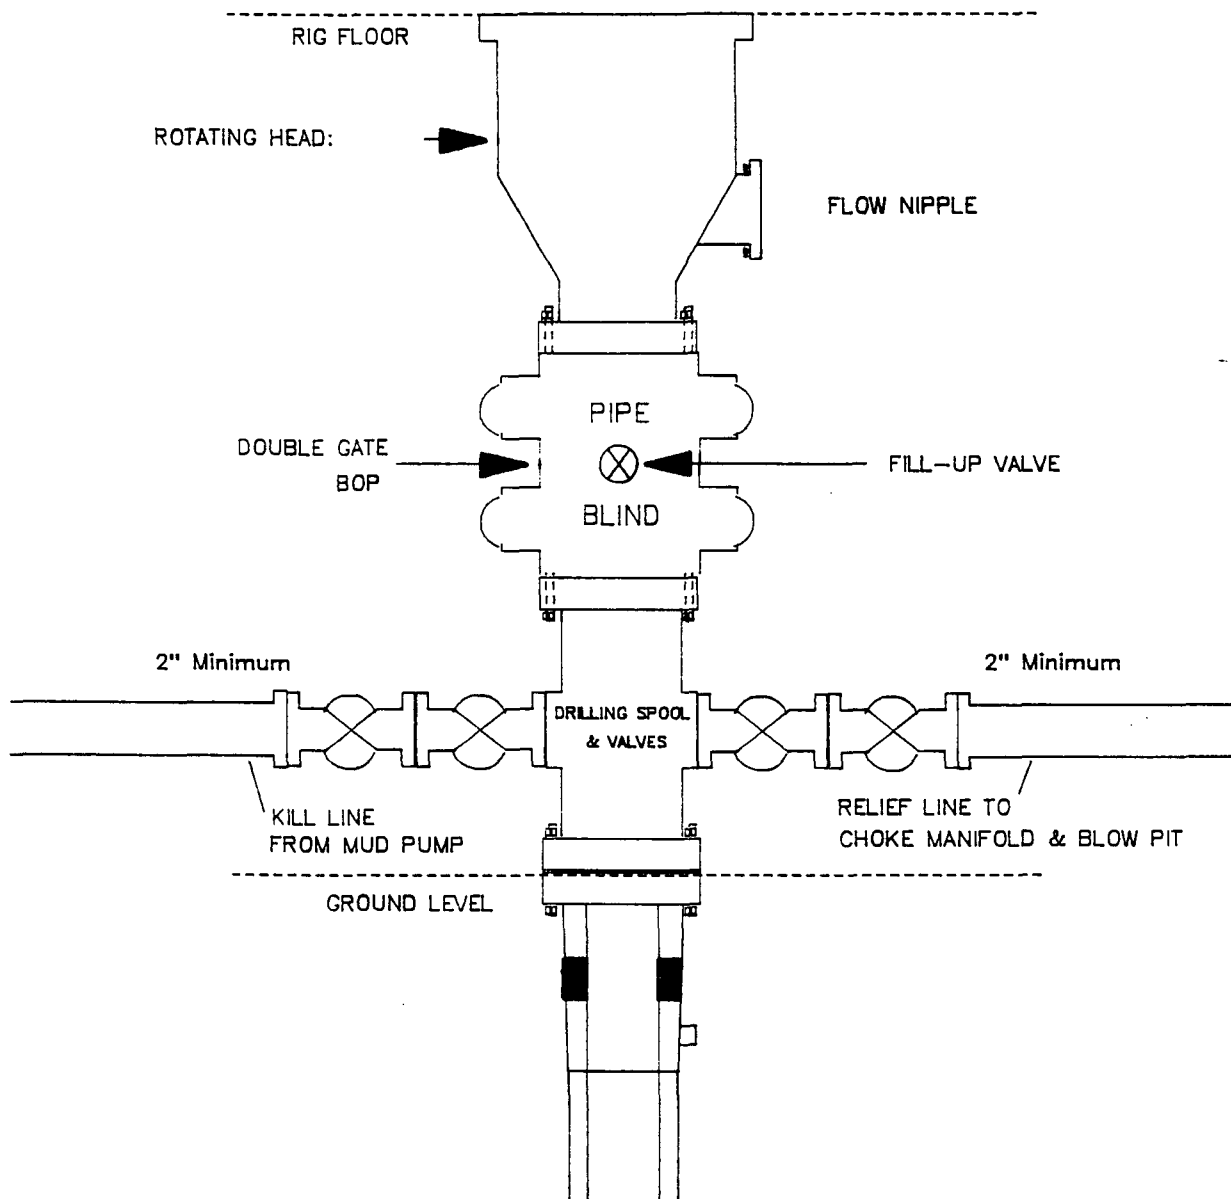 RIG FLOOR
ROTATING HEAD:
FLOW NIPPLE
PIPE
DOUBLE GATE
BOP
FILL-UP VALVE
BLIND
2" Minimum
2" Minimum
DRILLING SPOOL
& VALVES
KILL LINE
FROM MUD PUMP
RELIEF LINE TO
CHOKE MANIFOLD & BLOW PIT
GROUND LEVEL